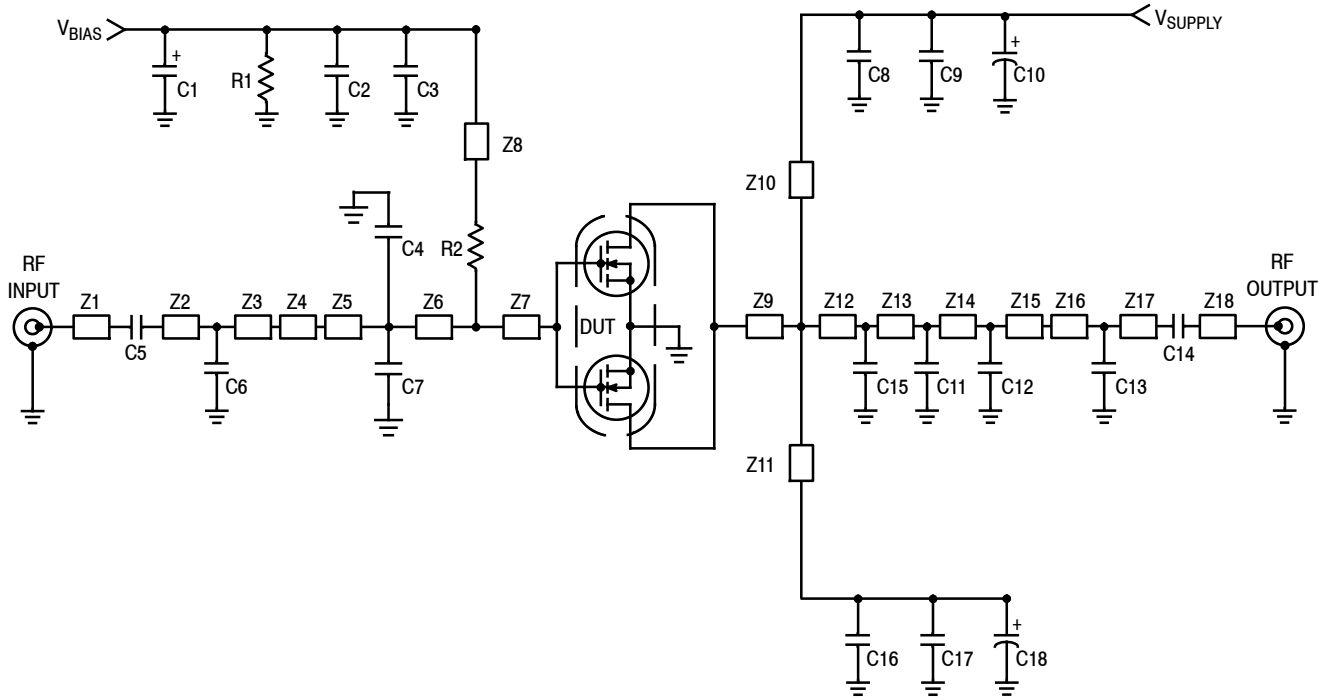 VBIAS
VSUPPLY
+
C1
R1
C2
C3
C8
C9
+
C10
Z8
Z10
C4
R2
RF
INPUT
Z1
C5
Z2
Z3
Z4
Z5
Z6
Z7
DUT
Z9
Z12
Z13
Z14
Z15
Z16
Z17
C14
Z18
RF
OUTPUT
C6
C7
C15
C11
C12
C13
Z11
C16
C17
+
C18